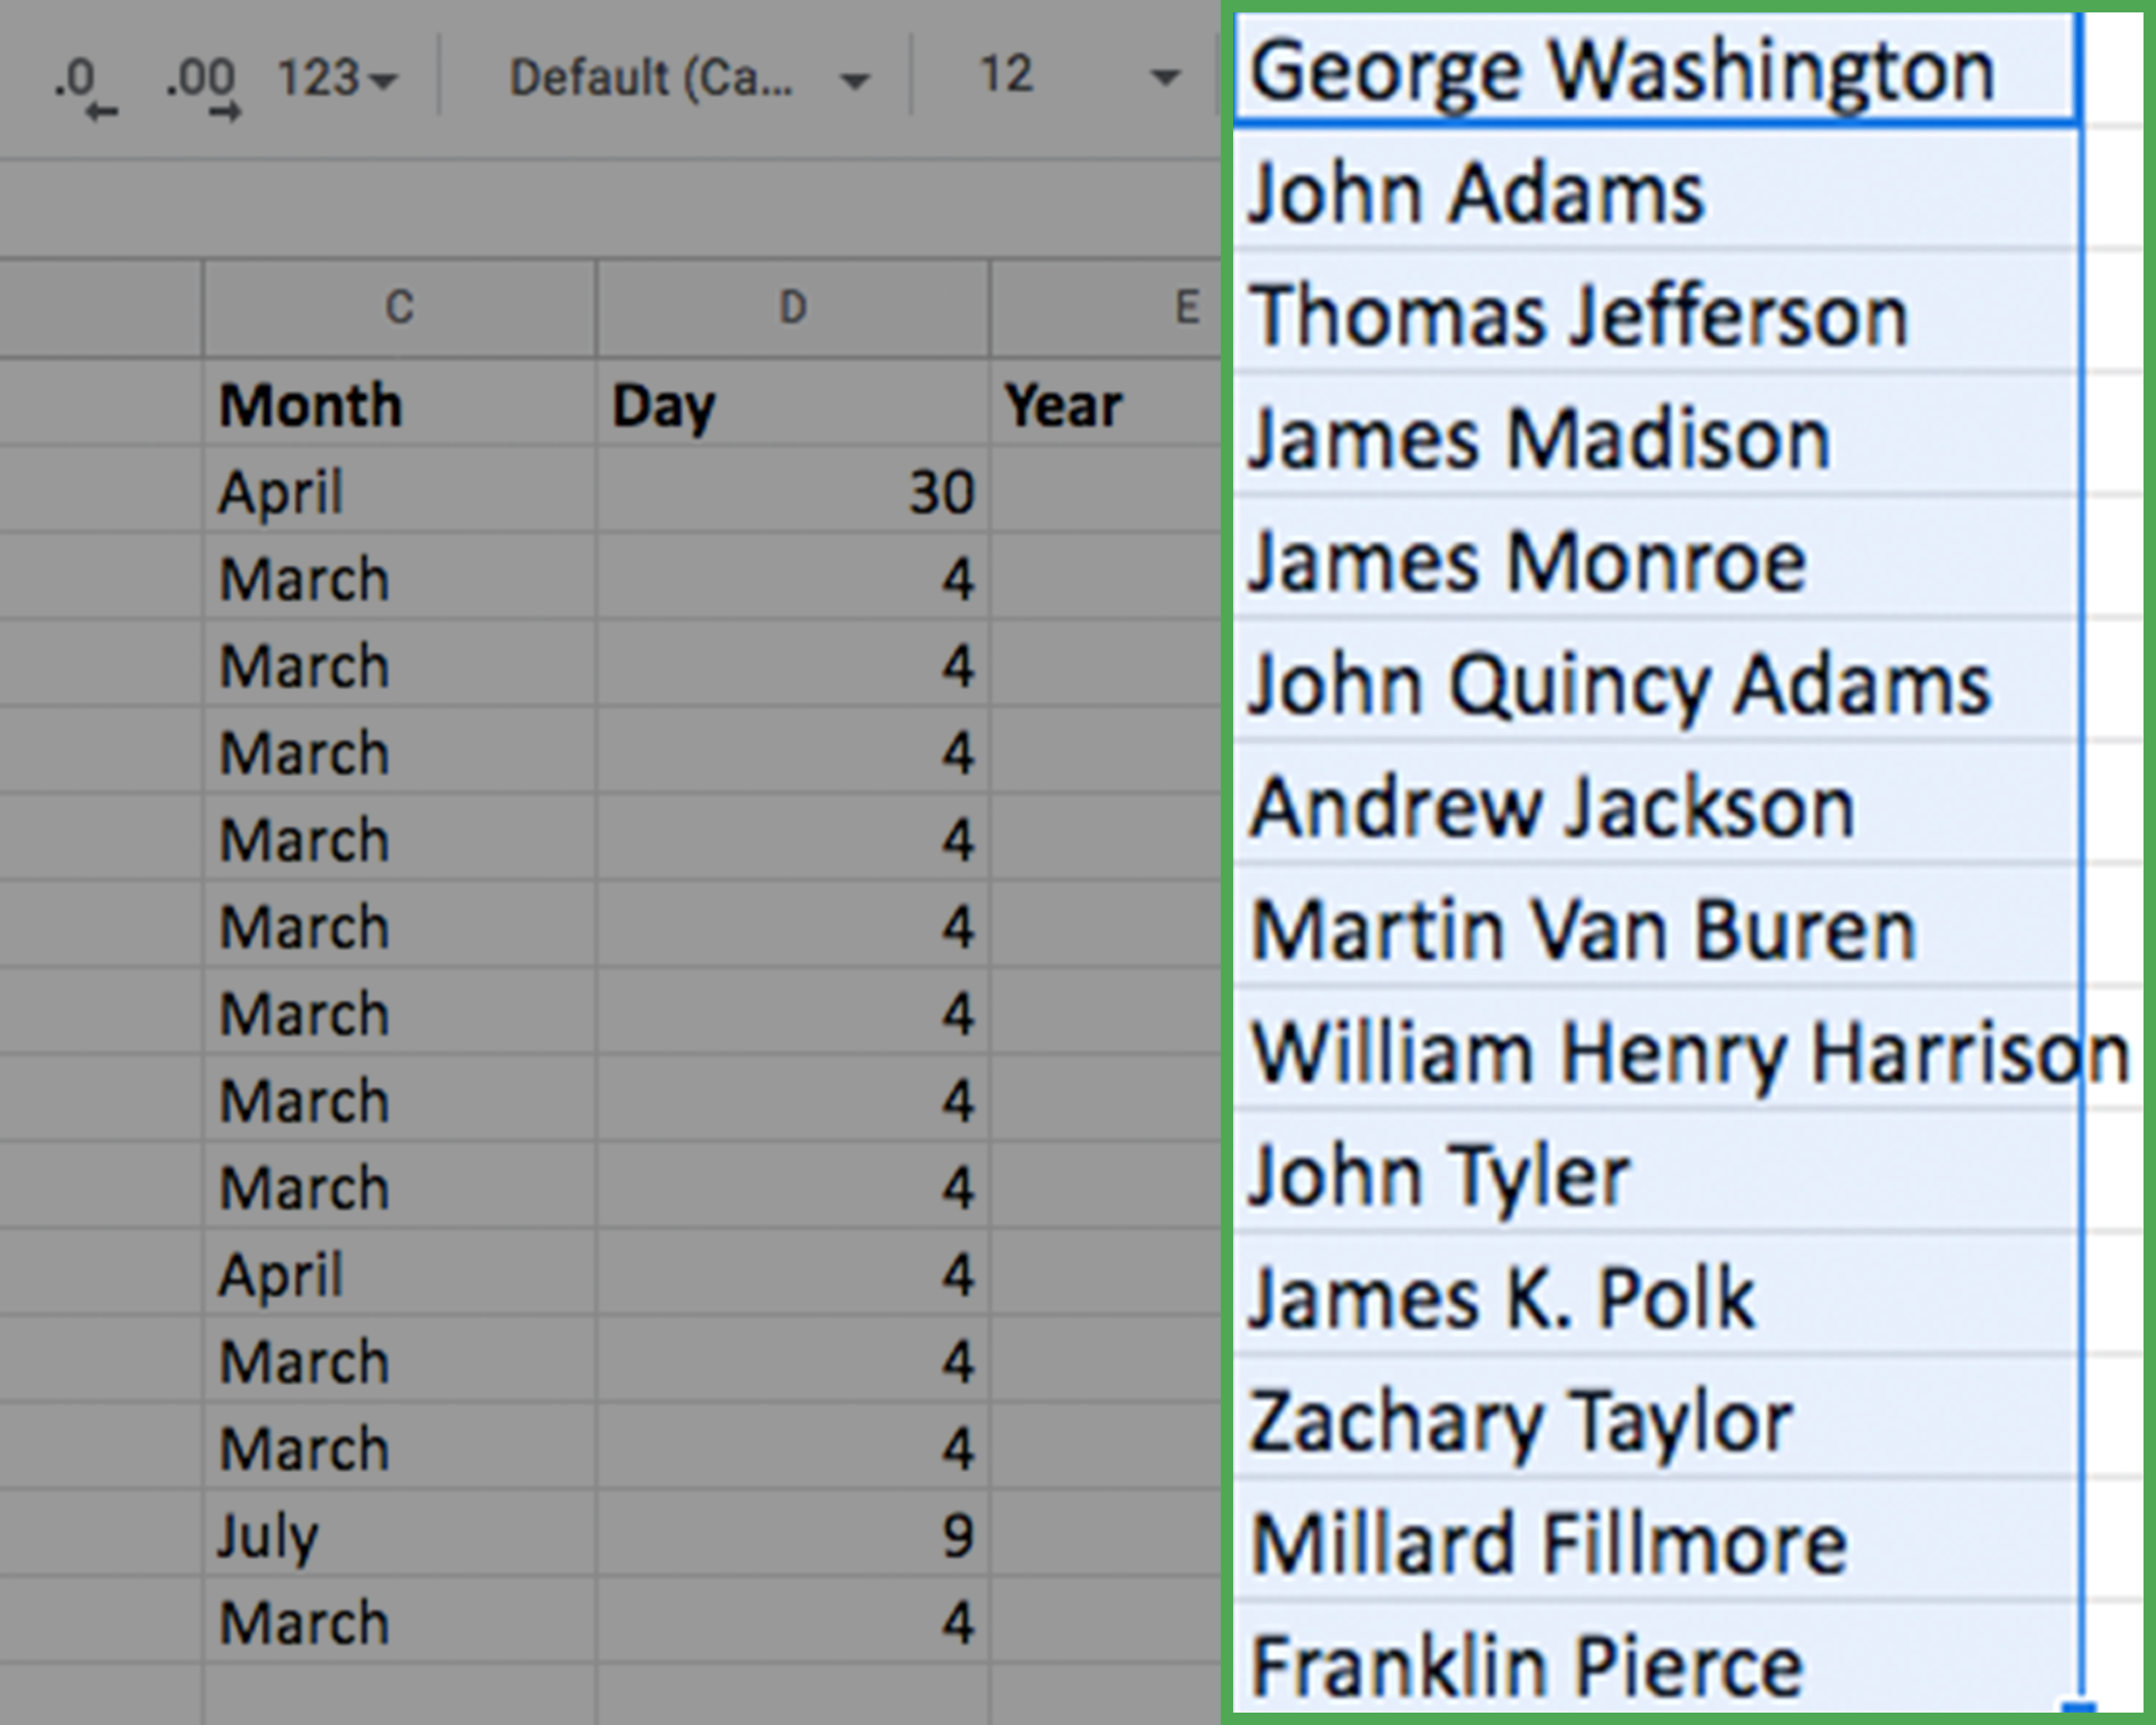 .0 .00 123 Default (Ca... 12
C D E
Month Day Year
April 30
March 4
March 4
March 4
March 4
March 4
March 4
March 4
March 4
April 4
March 4
March 4
July 9
March 4
George Washington
John Adams
Thomas Jefferson
James Madison
James Monroe
John Quincy Adams
Andrew Jackson
Martin Van Buren
William Henry Harrison
John Tyler
James K. Polk
Zachary Taylor
Millard Fillmore
Franklin Pierce